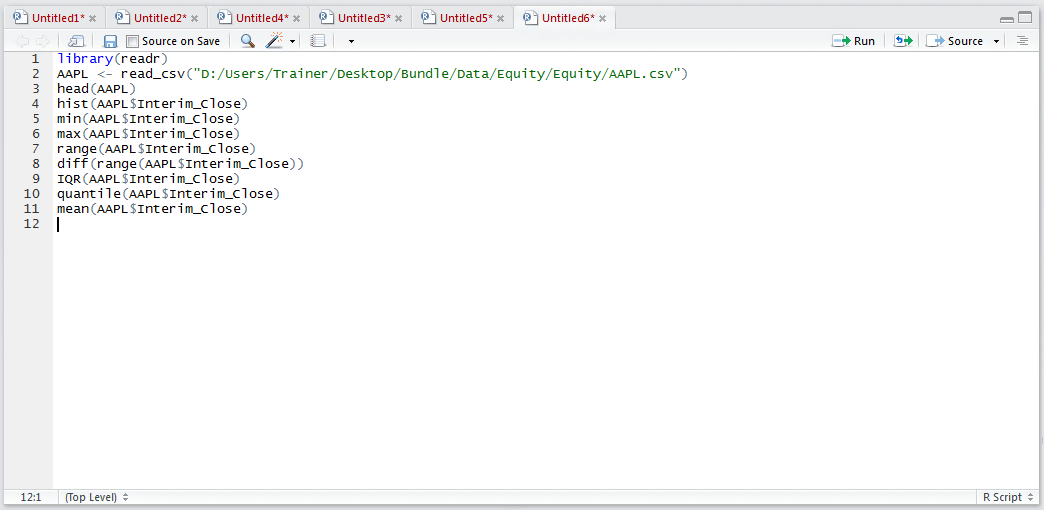 Untitled1* Untitled2* Untitled4* Untitled3* Untitled5* Untitled6*
Source on Save Run Source
1 library(readr)
2 AAPL <- read_csv("D:/Users/Trainer/Desktop/Bundle/Data/Equity/Equity/AAPL.csv")
3 head(AAPL)
4 hist(AAPL$Interim_Close)
5 min(AAPL$Interim_Close)
6 max(AAPL$Interim_Close)
7 range(AAPL$Interim_Close)
8 diff(range(AAPL$Interim_Close))
9 IQR(AAPL$Interim_Close)
10 quantile(AAPL$Interim_Close)
11 mean(AAPL$Interim_Close)
12
12:1 (Top Level) R Script